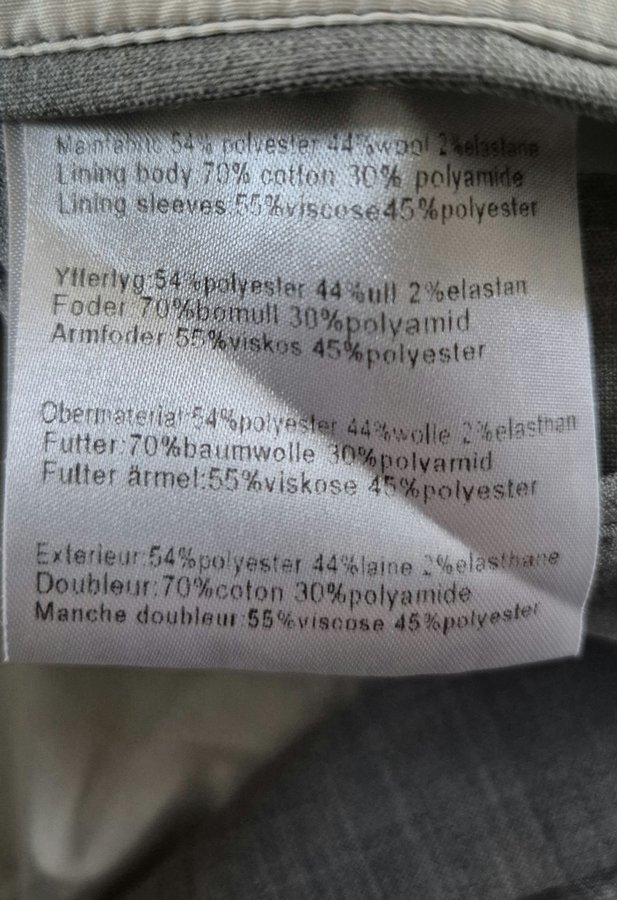 Mainfabric 54% polyester 44%wool 2%elastane
Lining body 70% cotton 30% polyamide
Lining sleeves:55%viscose45%polyester
Yttertyg:54%polyester 44%ull 2%elastan
Foder:70%bomull 30%polyamid
Armfoder:55%viskos 45%polyester
Obermaterial:54%polyester 44%wolle 2%elasthan
Futter:70%baumwolle 30%polyamid
Futter ärmel:55%viskose 45%polyester
Exterieur:54%polyester 44%laine 2%elasthane
Doubleur:70%coton 30%polyamide
Manche doubleur:55%viscose 45%polyester